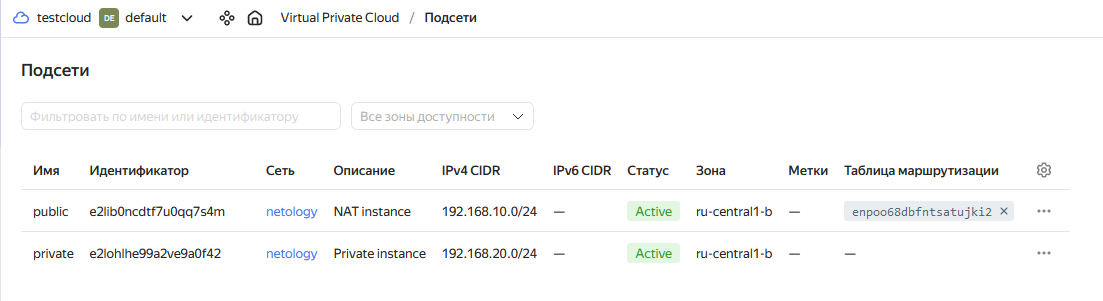 testcloud DE default Virtual Private Cloud / Подсети
Подсети
Фильтровать по имени или идентификатору Все зоны доступности
Имя Идентификатор Сеть Описание IPv4 CIDR IPv6 CIDR Статус Зона Метки Таблица маршрутизации
public e2lib0ncdtf7u0qq7s4m netology NAT instance 192.168.10.0/24 — Active ru-central1-b — enpoo68dbfntsatujki2 ×
private e2lohlhe99a2ve9a0f42 netology Private instance 192.168.20.0/24 — Active ru-central1-b — —